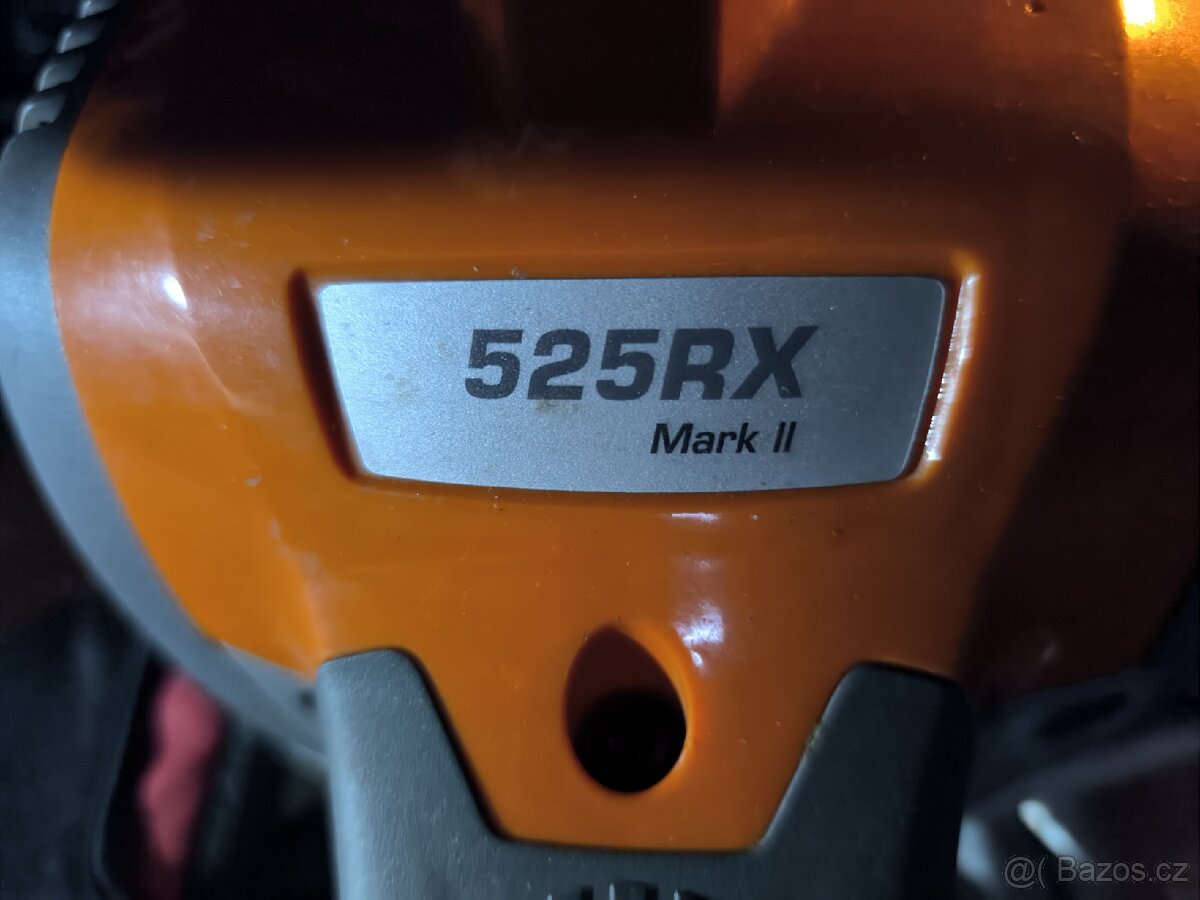 525RX
Mark II
@( Bazos.cz